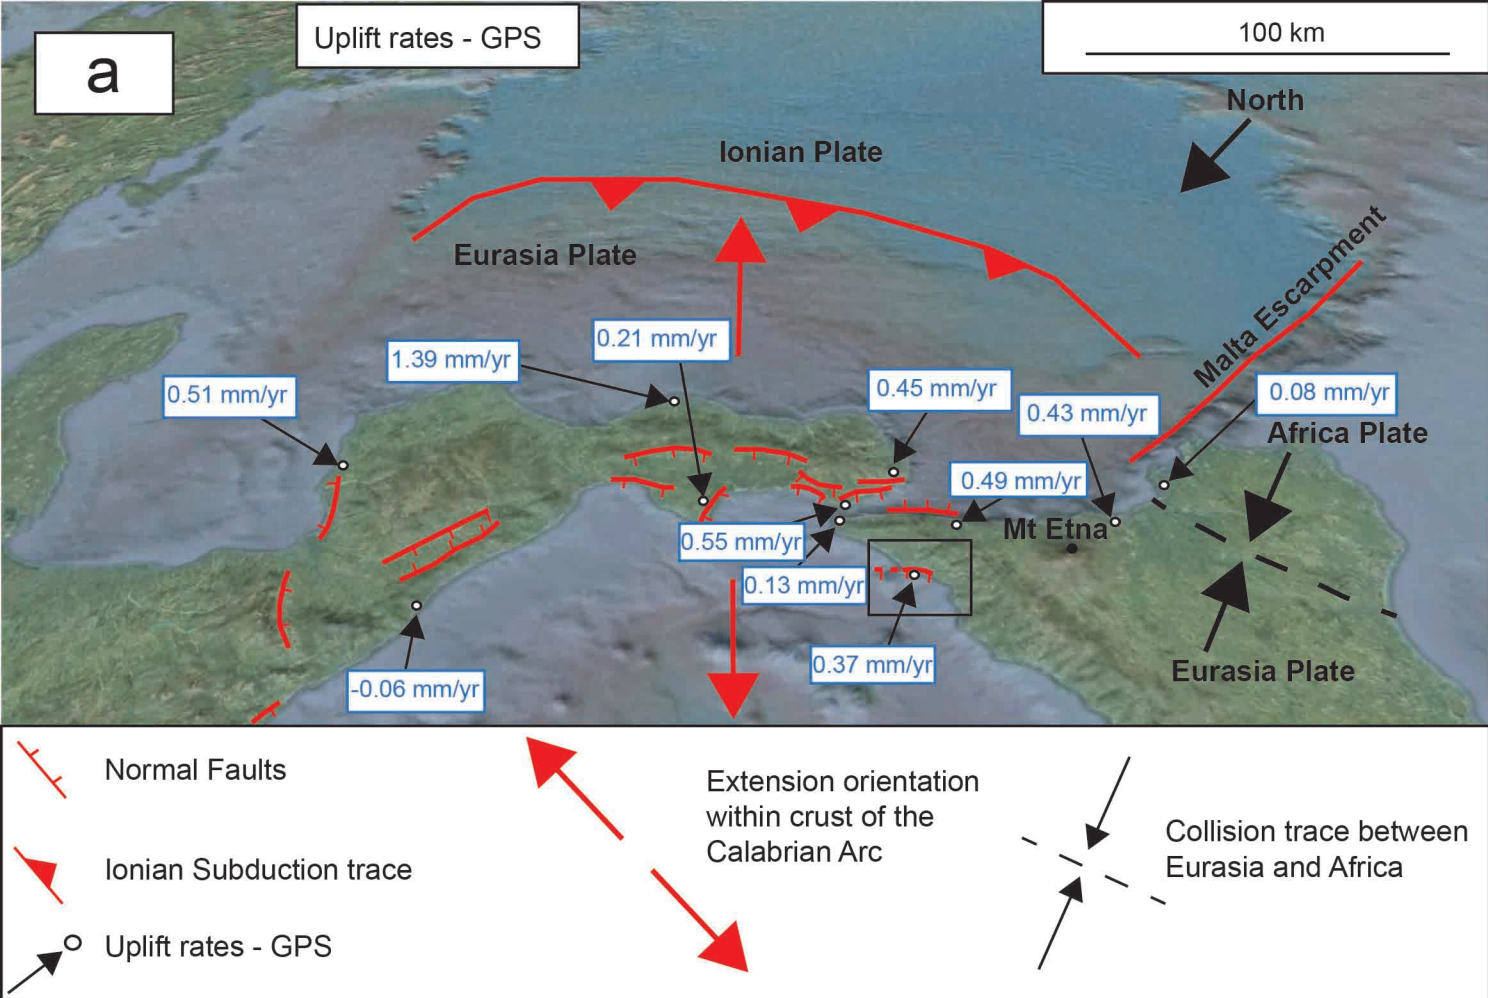 a
Uplift rates - GPS
100 km
North
Ionian Plate
Eurasia Plate
Malta Escarpment
0.21 mm/yr
1.39 mm/yr
0.51 mm/yr
0.45 mm/yr
0.43 mm/yr
0.08 mm/yr
Africa Plate
0.49 mm/yr
Mt Etna
0.55 mm/yr
0.13 mm/yr
0.37 mm/yr
-0.06 mm/yr
Eurasia Plate
Normal Faults
Ionian Subduction trace
Uplift rates - GPS
Extension orientation
within crust of the
Calabrian Arc
Collision trace between
Eurasia and Africa